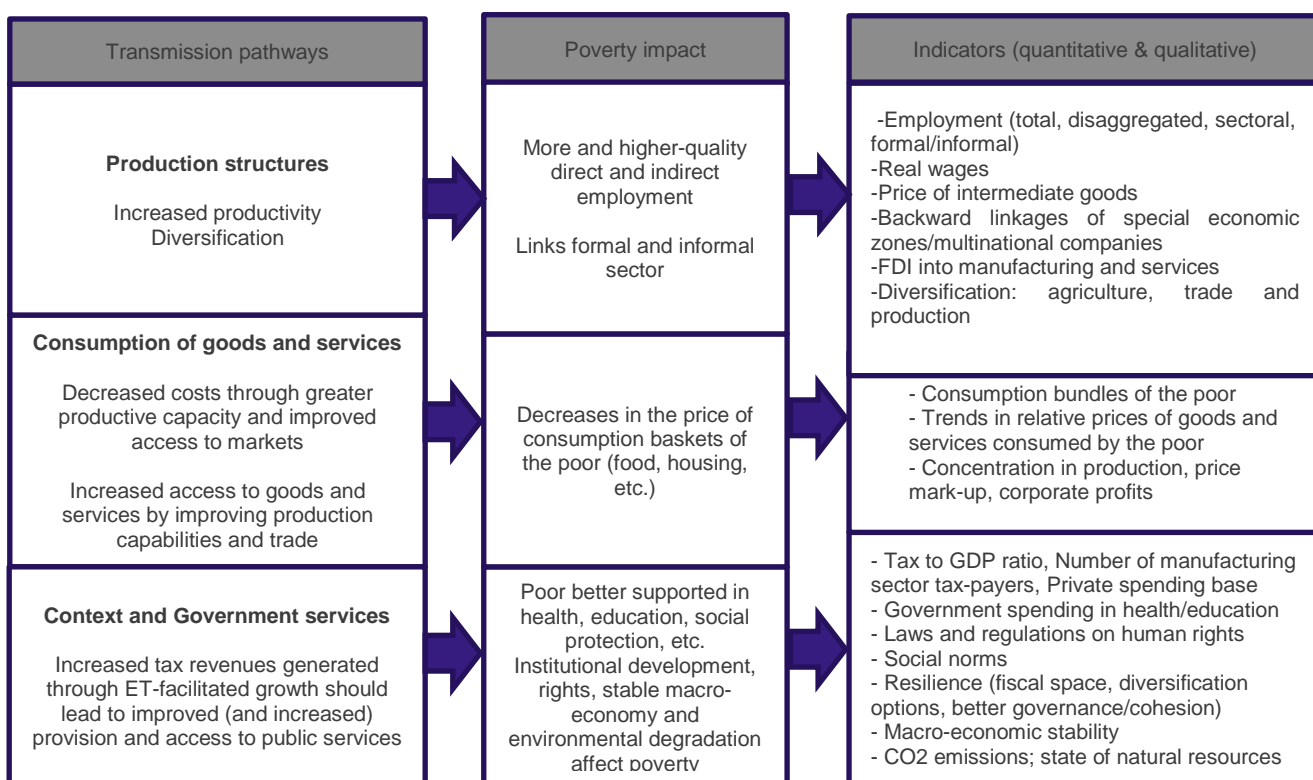 Transmission pathways
Poverty impact
Indicators (quantitative & qualitative)
Production structures
Increased productivity
Diversification
More and higher-quality
direct and indirect
employment
Links formal and informal
sector
-Employment (total, disaggregated, sectoral,
formal/informal)
-Real wages
-Price of intermediate goods
-Backward linkages of special economic
zones/multinational companies
-FDI into manufacturing and services
-Diversification: agriculture, trade and
production
Consumption of goods and services
Decreased costs through greater
productive capacity and improved
access to markets
Increased access to goods and
services by improving production
capabilities and trade
Decreases in the price of
consumption baskets of
the poor (food, housing,
etc.)
- Consumption bundles of the poor
- Trends in relative prices of goods and
services consumed by the poor
- Concentration in production, price
mark-up, corporate profits
Context and Government services
Increased tax revenues generated
through ET-facilitated growth should
lead to improved (and increased)
provision and access to public services
Poor better supported in
health, education, social
protection, etc.
Institutional development,
rights, stable macro-
economy and
environmental degradation
affect poverty
- Tax to GDP ratio, Number of manufacturing
sector tax-payers, Private spending base
- Government spending in health/education
- Laws and regulations on human rights
- Social norms
- Resilience (fiscal space, diversification
options, better governance/cohesion)
- Macro-economic stability
- CO2 emissions; state of natural resources